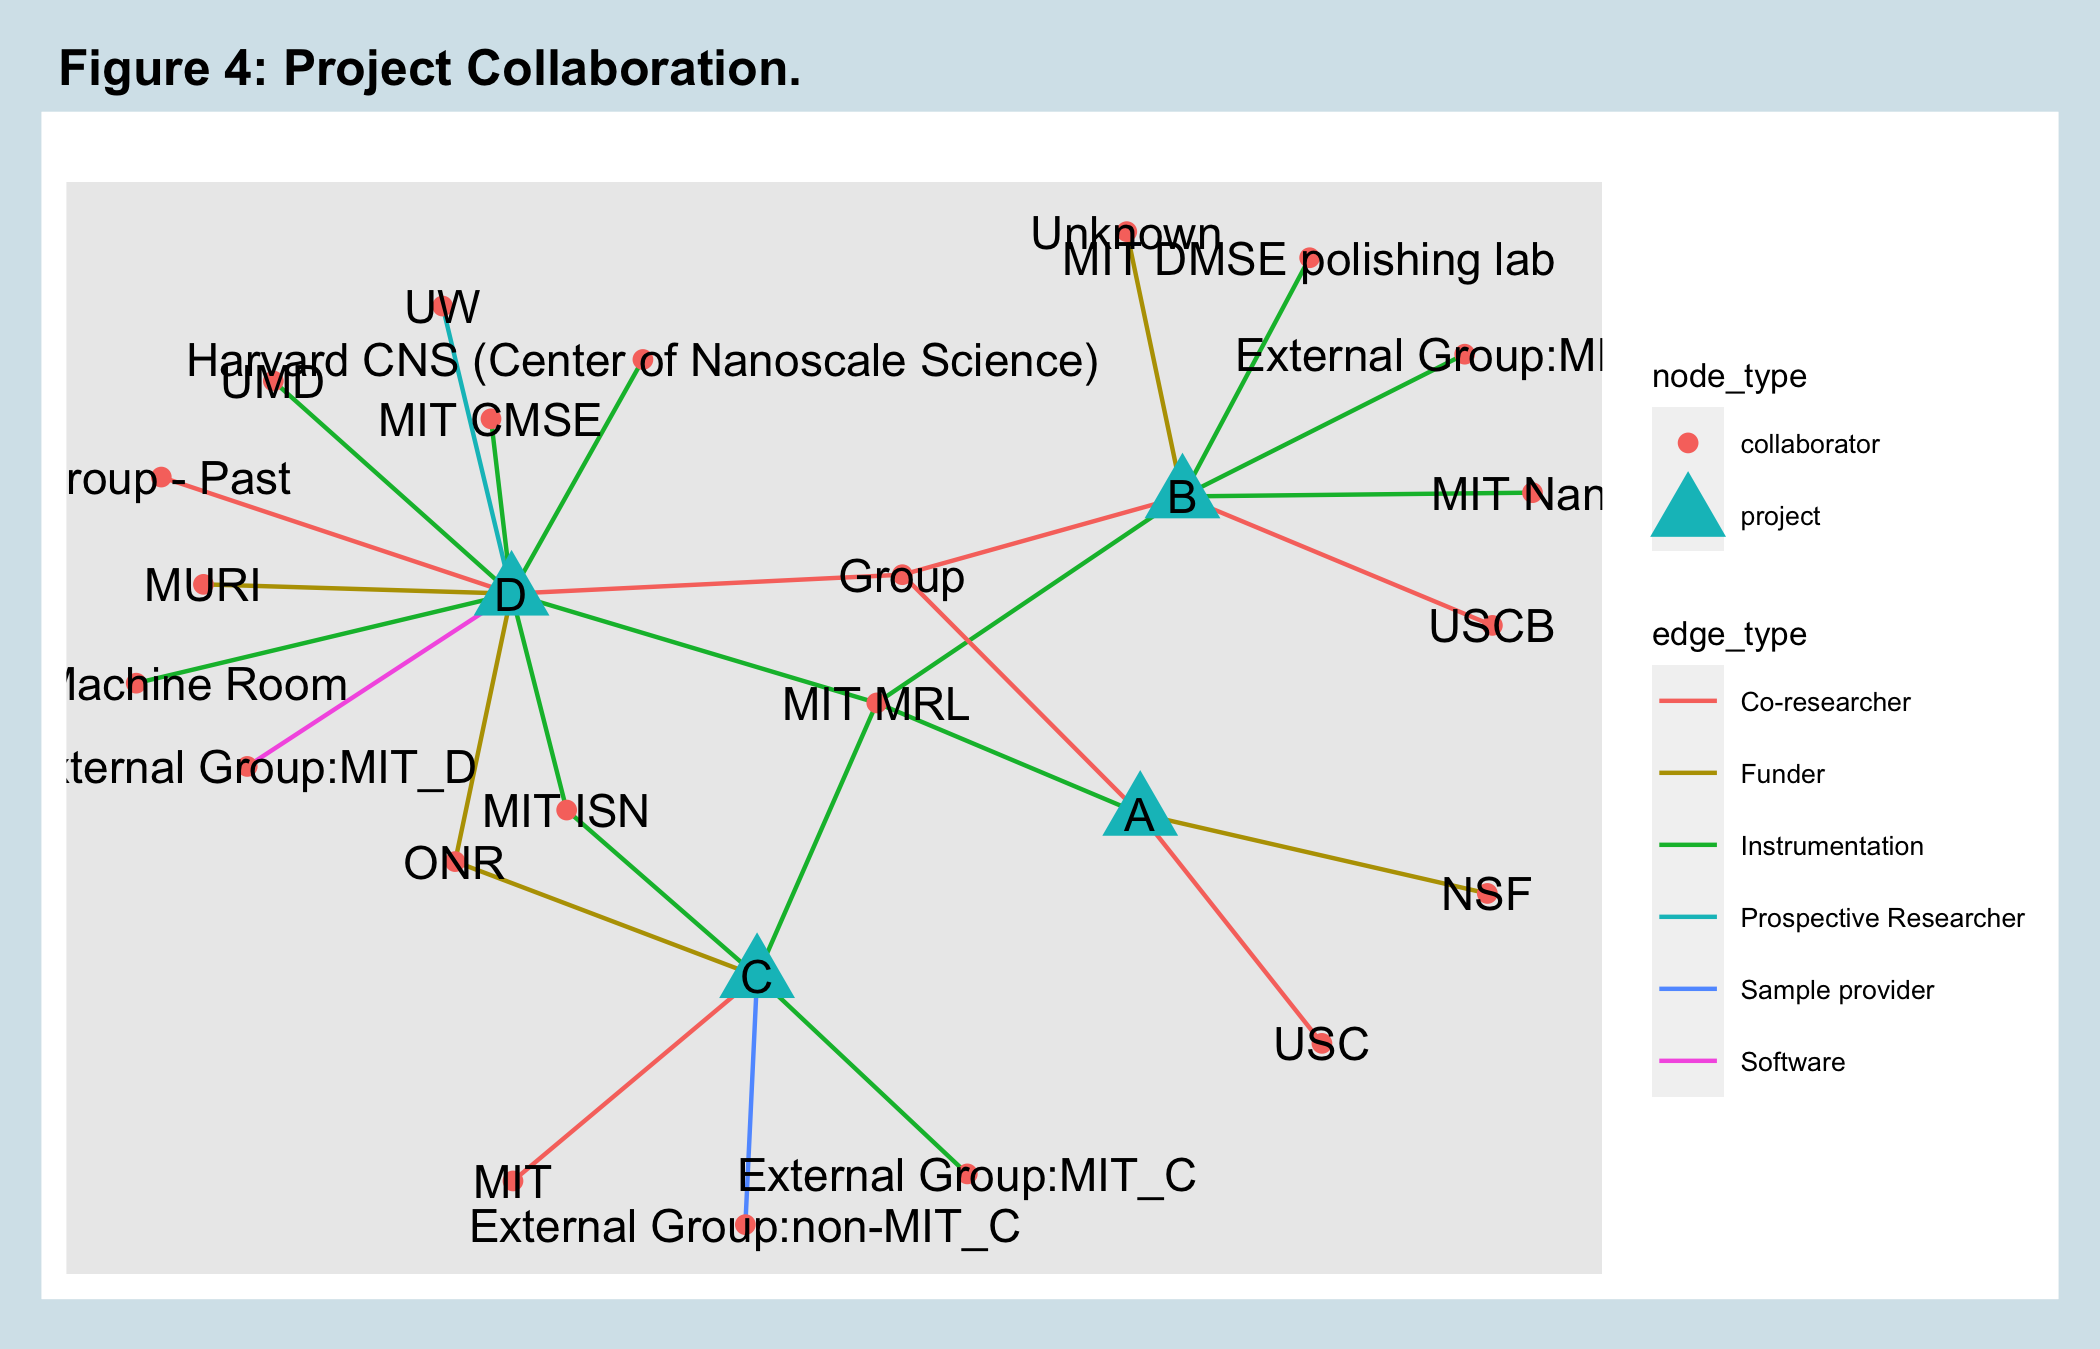 Figure 4: Project Collaboration.
Unknown
MIT DMSE polishing lab
UW
External Group:MI
Harvard CNS (Center of Nanoscale Science)
UMD
MIT CMSE
roup - Past
MIT Nan
B
Group
MURI
D
USCB
Machine Room
MIT MRL
xternal Group:MIT_D
MIT ISN
A
ONR
NSF
C
USC
MIT
External Group:MIT_C
External Group:non-MIT_C
node_type
collaborator
project
edge_type
Co-researcher
Funder
Instrumentation
Prospective Researcher
Sample provider
Software